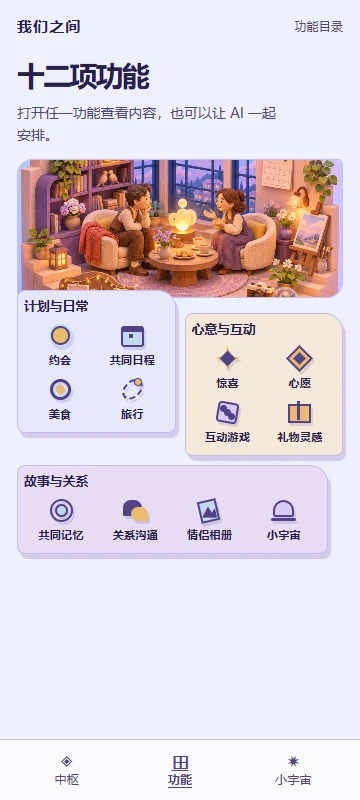 我们之间
功能目录
十二项功能
打开任一功能查看内容，也可以让 AI 一起
安排。
计划与日常
约会
共同日程
美食
旅行
心意与互动
惊喜
心愿
互动游戏
礼物灵感
故事与关系
共同记忆
关系沟通
情侣相册
小宇宙
中枢
功能
小宇宙